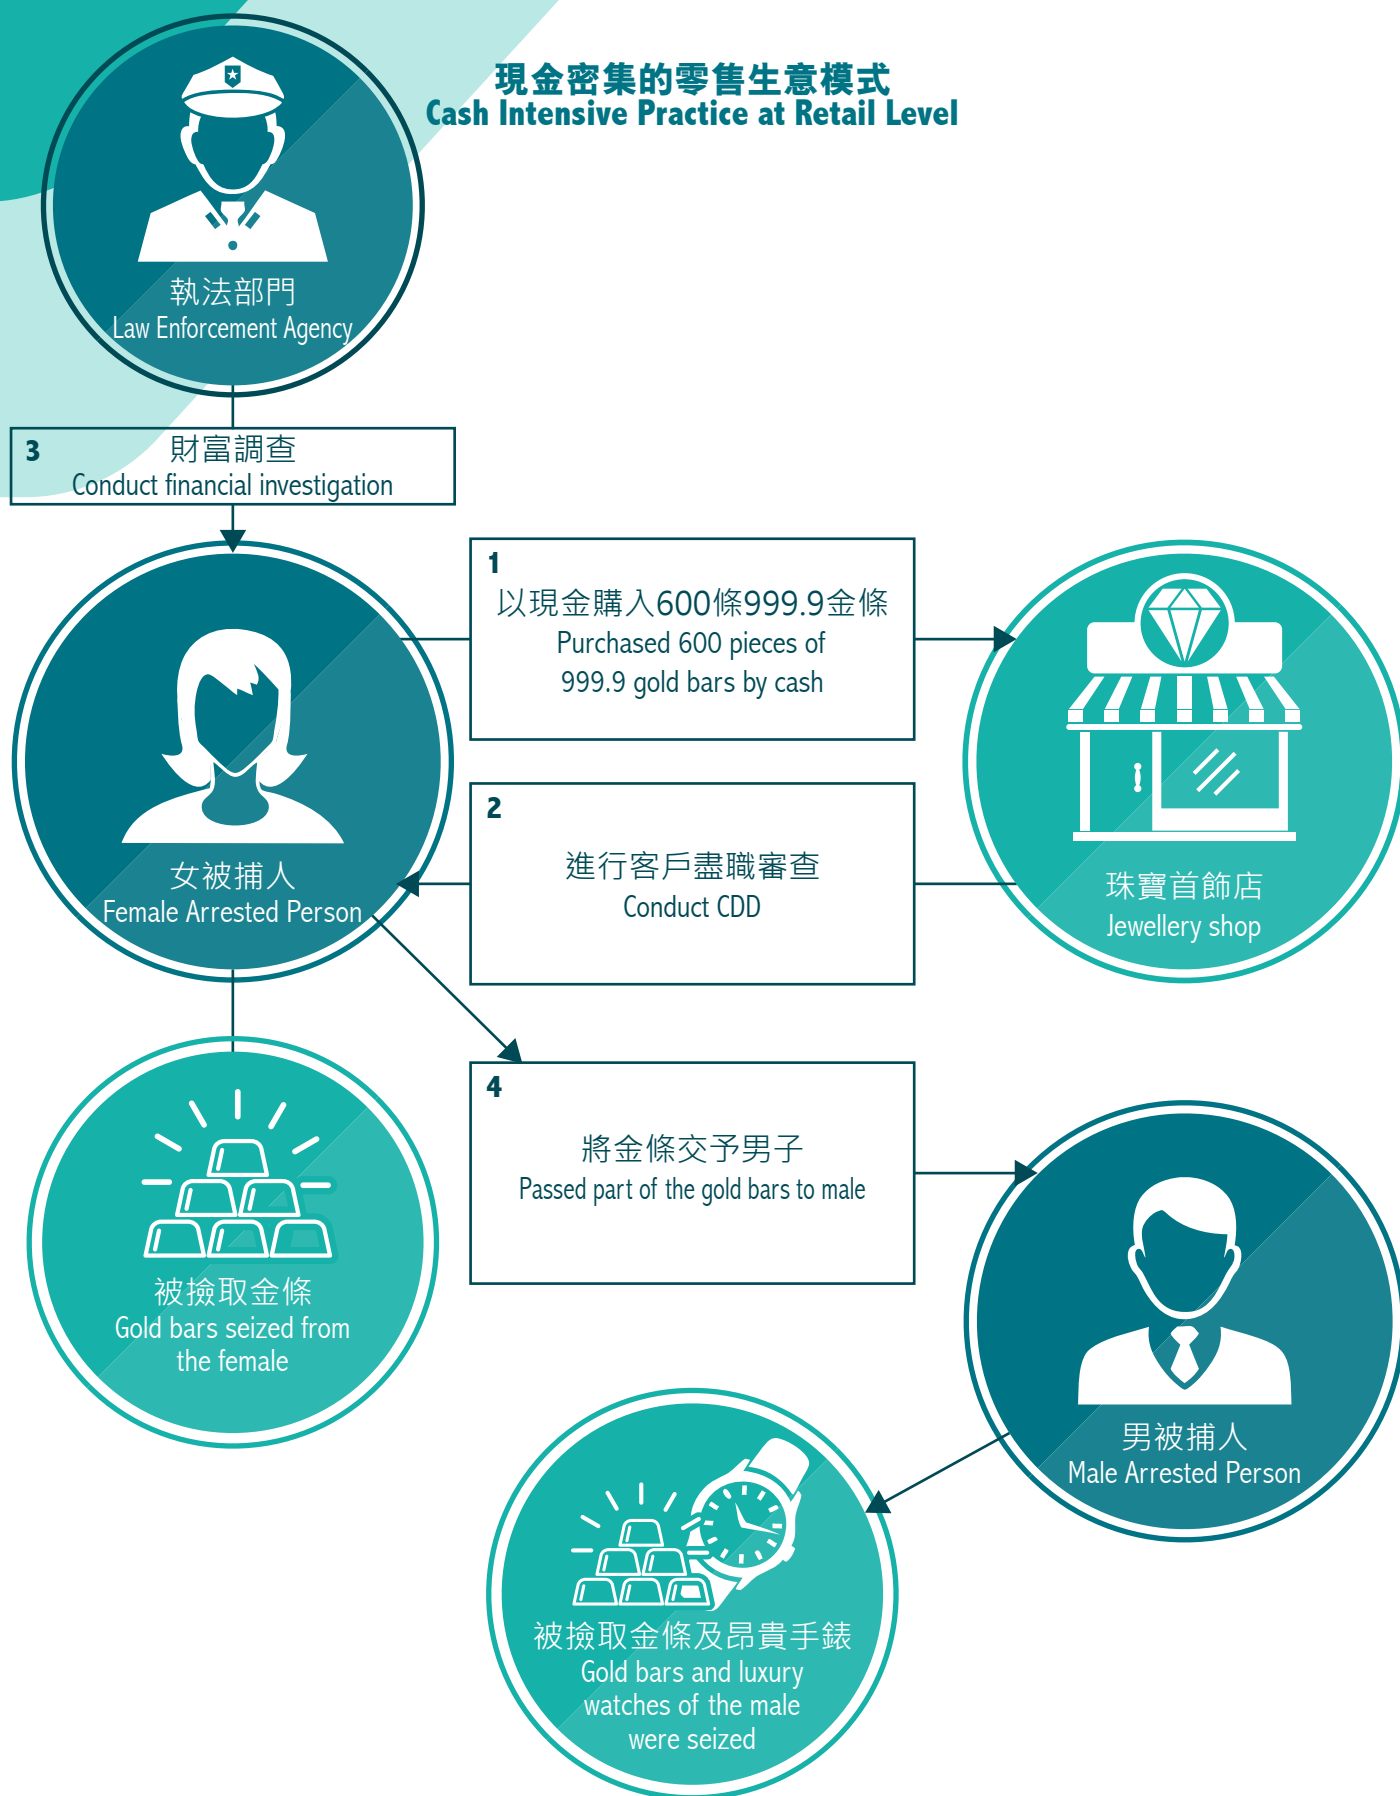 現金密集的零售生意模式
Cash Intensive Practice at Retail Level
執法部門
Law Enforcement Agency
3
財富調查
Conduct financial investigation
1
以現金購入600條999.9金條
Purchased 600 pieces of
999.9 gold bars by cash
2
進行客戶盡職審查
Conduct CDD
珠寶首飾店
Jewellery shop
女被捕人
Female Arrested Person
4
將金條交予男子
Passed part of the gold bars to male
被撿取金條
Gold bars seized from
the female
男被捕人
Male Arrested Person
被撿取金條及昂貴手錶
Gold bars and luxury
watches of the male
were seized